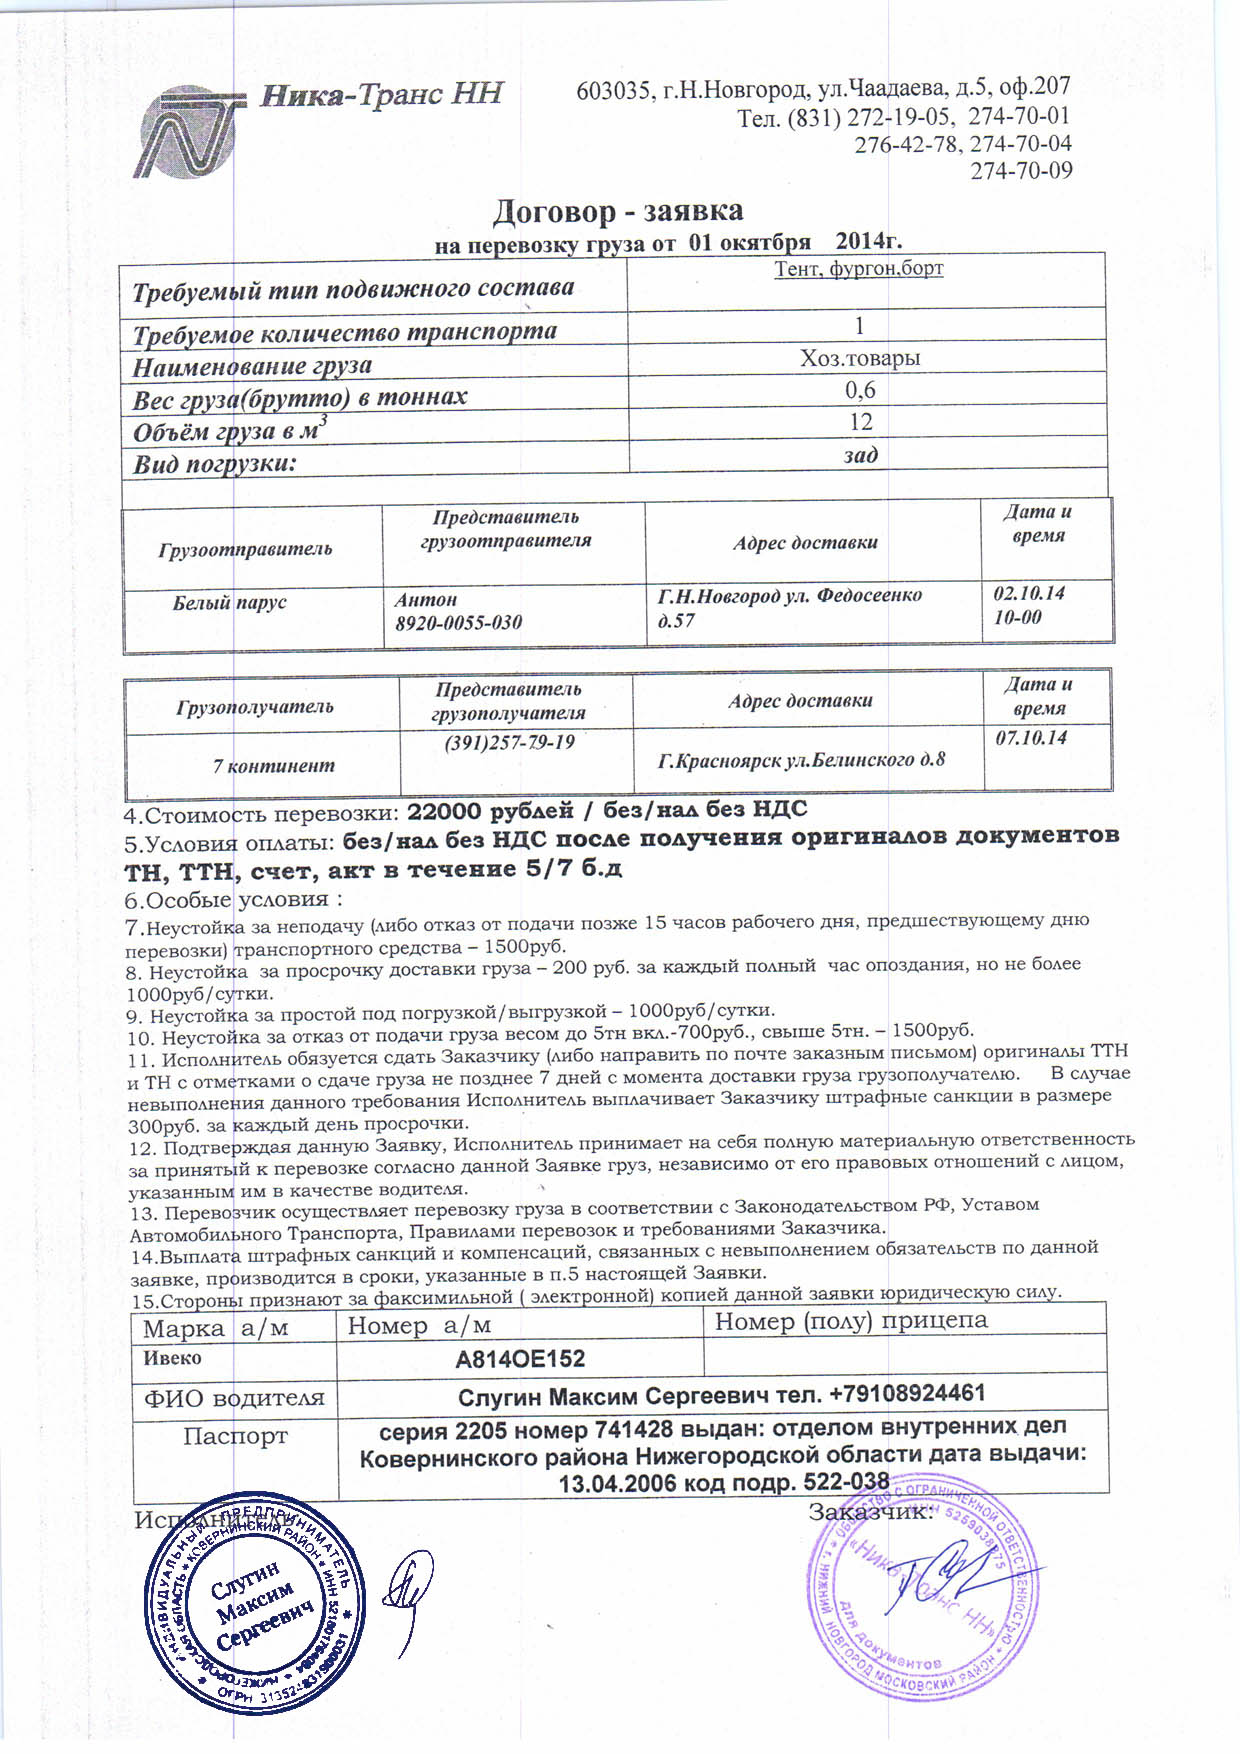 Ника-Транс НН
603035, г.Н.Новгород, ул.Чаадаева, д.5, оф.207
Тел. (831) 272-19-05, 274-70-01
276-42-78, 274-70-04
274-70-09
Договор - заявка
на перевозку груза от 01 окятбря 2014г.
Требуемый тип подвижного состава Тент, фургон,борт
Требуемое количество транспорта 1
Наименование груза Хоз.товары
Вес груза(брутто) в тоннах 0,6
Объём груза в м³ 12
Вид погрузки: зад
Грузоотправитель Представитель грузоотправителя Адрес доставки Дата и время
Белый парус Антон 8920-0055-030 Г.Н.Новгород ул. Федосеенко д.57 02.10.14 10-00
Грузополучатель Представитель грузополучателя Адрес доставки Дата и время
7 континент (391)257-79-19 Г.Красноярск ул.Белинского д.8 07.10.14
4.Стоимость перевозки: 22000 рублей / без/нал без НДС
5.Условия оплаты: без/нал без НДС после получения оригиналов документов
ТН, ТТН, счет, акт в течение 5/7 б.д
6.Особые условия :
7.Неустойка за неподачу (либо отказ от подачи позже 15 часов рабочего дня, предшествующему дню
перевозки) транспортного средства – 1500руб.
8. Неустойка за просрочку доставки груза – 200 руб. за каждый полный час опоздания, но не более
1000руб/сутки.
9. Неустойка за простой под погрузкой/выгрузкой – 1000руб/сутки.
10. Неустойка за отказ от подачи груза весом до 5тн вкл.-700руб., свыше 5тн. – 1500руб.
11. Исполнитель обязуется сдать Заказчику (либо направить по почте заказным письмом) оригиналы ТТН
и ТН с отметками о сдаче груза не позднее 7 дней с момента доставки груза грузополучателю. В случае
невыполнения данного требования Исполнитель выплачивает Заказчику штрафные санкции в размере
300руб. за каждый день просрочки.
12. Подтверждая данную Заявку, Исполнитель принимает на себя полную материальную ответственность
за принятый к перевозке согласно данной Заявке груз, независимо от его правовых отношений с лицом,
указанным им в качестве водителя.
13. Перевозчик осуществляет перевозку груза в соответствии с Законодательством РФ, Уставом
Автомобильного Транспорта, Правилами перевозок и требованиями Заказчика.
14.Выплата штрафных санкций и компенсаций, связанных с невыполнением обязательств по данной
заявке, производится в сроки, указанные в п.5 настоящей Заявки.
15.Стороны признают за факсимильной ( электронной) копией данной заявки юридическую силу.
Марка а/м Номер а/м Номер (полу) прицепа
Ивеко А814ОЕ152
ФИО водителя Слугин Максим Сергеевич тел. +79108924461
Паспорт серия 2205 номер 741428 выдан: отделом внутренних дел
Ковернинского района Нижегородской области дата выдачи:
13.04.2006 код подр. 522-038
Исполнитель Заказчик:
ИНДИВИДУАЛЬНЫЙ ПРЕДПРИНИМАТЕЛЬ
КОВЕРНИНСКИЙ РАЙОН
Слугин
Максим
Сергеевич
ОБЩЕСТВО С ОГРАНИЧЕННОЙ ОТВЕТСТВЕННОСТЬЮ
«Ника-Транс НН»
для документов
НИЖНИЙ НОВГОРОД МОСКОВСКИЙ РАЙОН